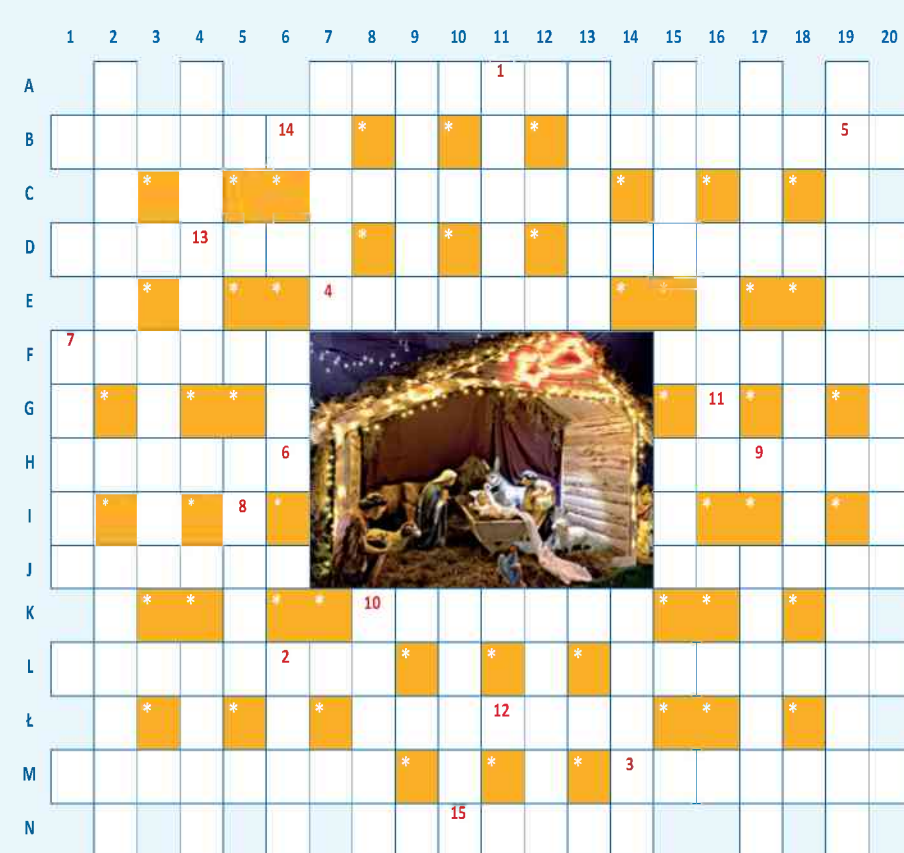 1 2 3 4 5 6 7 8 9 10 11 12 13 14 15 16 17 18 19 20
A 1
B 14 * * * 5
C * * * * * *
D 13 * * *
E * * * 4 * * * *
F 7
G * * * * 11 * *
H 6 9
I * * 8 * * * *
J
K * * * * 10 * * *
L 2 * * *
Ł * * * 12 * * *
M * * * 3
N 15